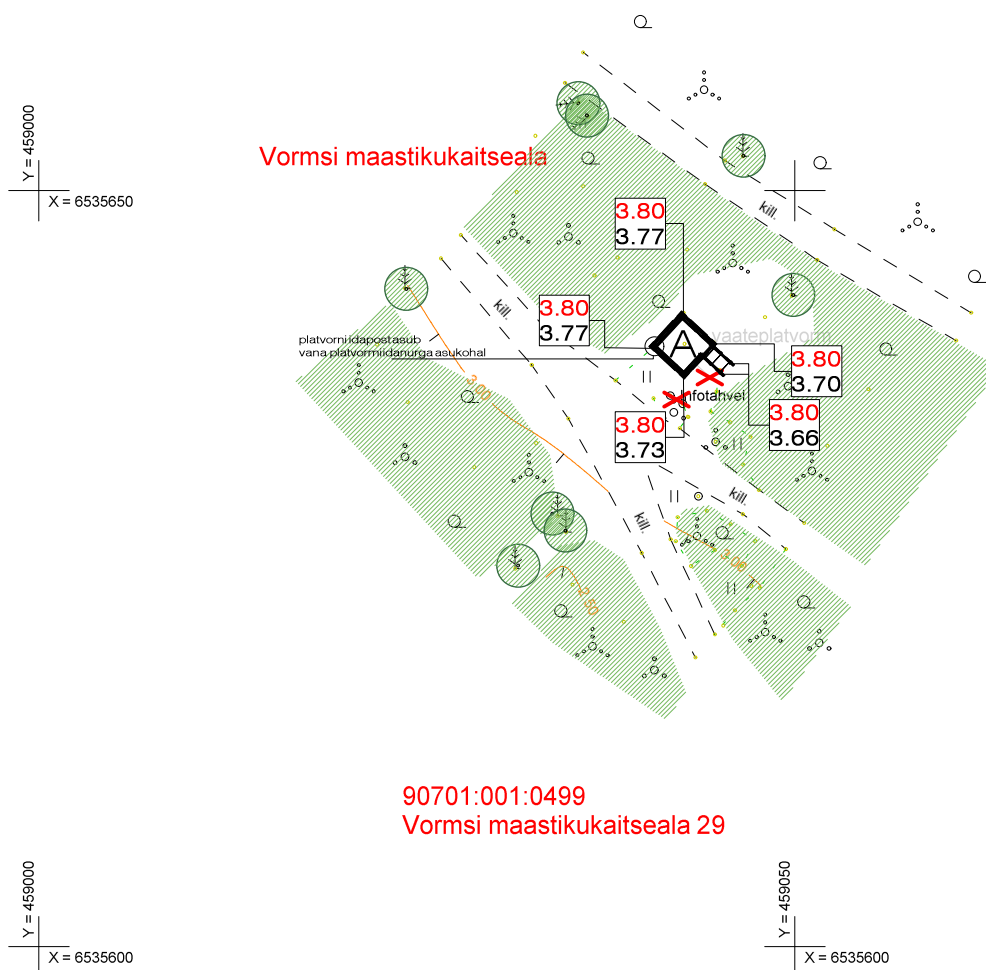 Y = 459000
X = 6535650
Vormsi maastikukaitseala
kill.
3.80
3.77
kill.
3.80
3.77
platvormi idapost asub
vana platvormi idanurga asukohal
A
vaateplatvorm
3.80
3.70
3.00
Infotahvel
3.80
3.66
3.80
3.73
kill.
kill.
3.00
2.50
90701:001:0499
Vormsi maastikukaitseala 29
Y = 459000
X = 6535600
Y = 459050
X = 6535600